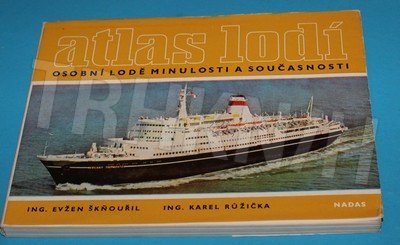 atlas lodí
OSOBNÍ LODĚ MINULOSTI A SOUČASNOSTI
ING. EVŽEN ŠKŇOUŘIL ING. KAREL RŮŽIČKA
NADAS